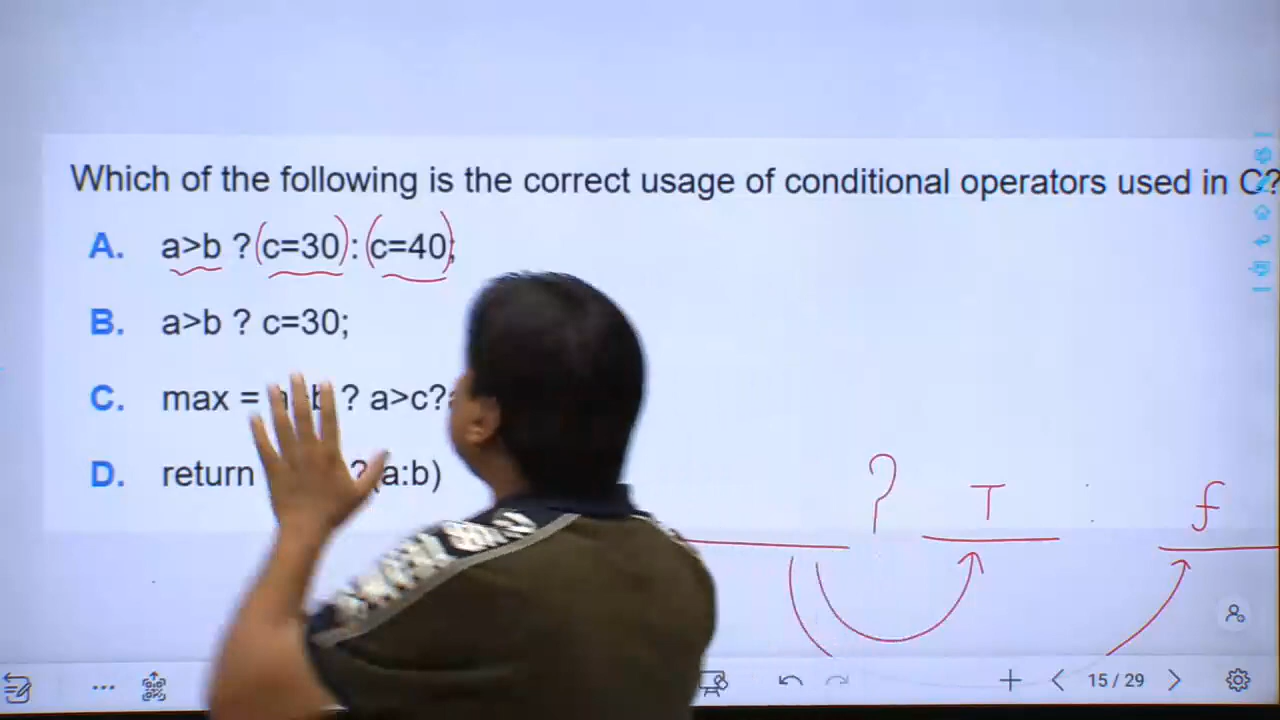 Which of the following is the correct usage of conditional operators used in C?
A. a>b ?(c=30):(c=40);
B. a>b ? c=30;
C. max = ? a>c?
D. return ?(a:b)
? T : f
15 / 29